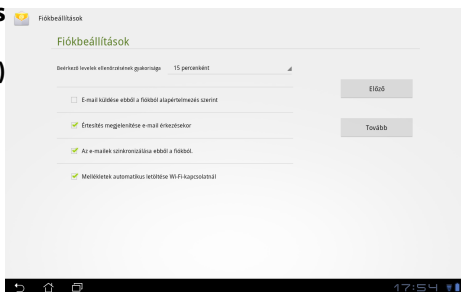 s
)
Fiókbeállítások
Fiókbeállítások
Beérkező levelek ellenőrzésének gyakorisága 15 percenként
Előző
E-mail küldése ebből a fiókból alapértelmezés szerint
Értesítés megjelenítése e-mail érkezésekor
Tovább
Az e-mailek szinkronizálása ebből a fiókból.
Mellékletek automatikus letöltése Wi-Fi-kapcsolatnál
17:54